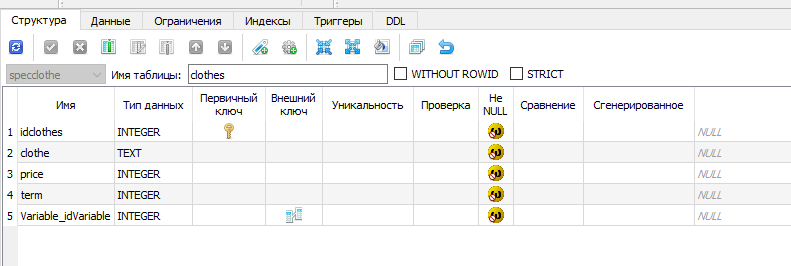 Структура Данные Ограничения Индексы Триггеры DDL
specclothe Имя таблицы: clothes WITHOUT ROWID STRICT
Имя Тип данных Первичный ключ Внешний ключ Уникальность Проверка Не NULL Сравнение Сгенерированное
1 idclothes INTEGER NULL
2 clothe TEXT NULL
3 price INTEGER NULL
4 term INTEGER NULL
5 Variable_idVariable INTEGER NULL